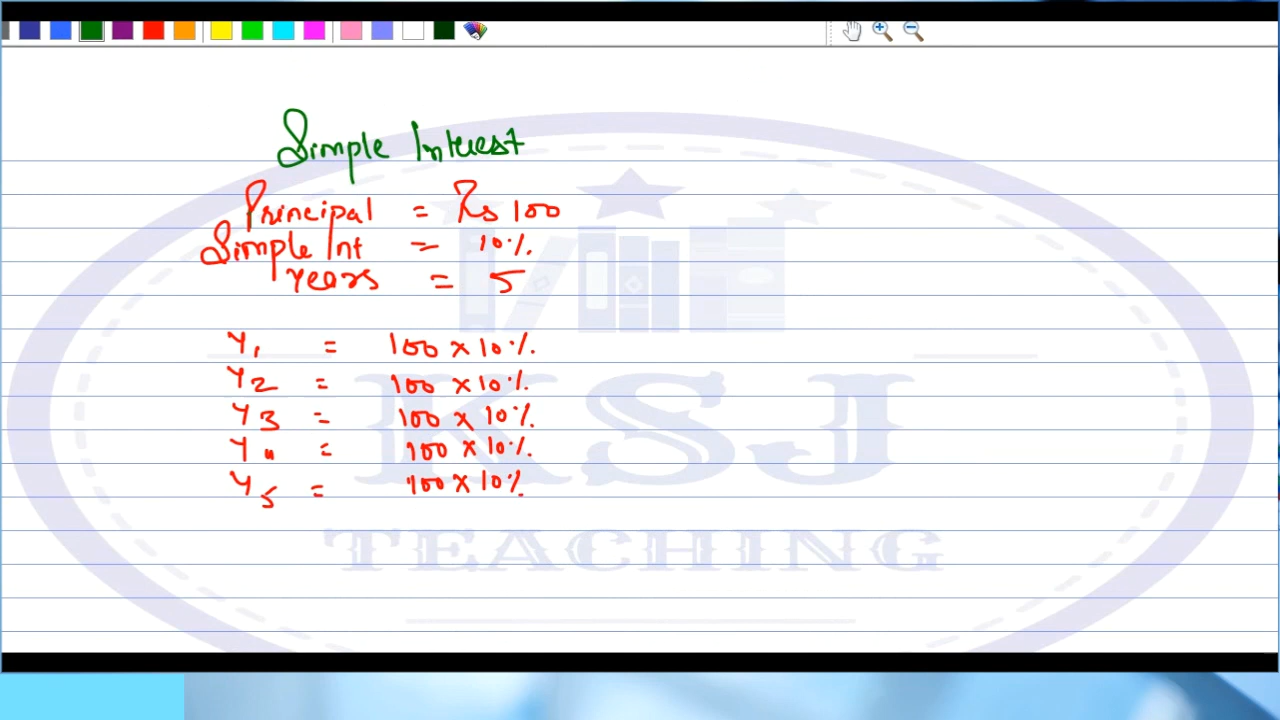 Simple Interest
Principal = Rs 100
Simple Int = 10%
Years = 5
Y1 = 100 x 10%
Y2 = 100 x 10%
Y3 = 100 x 10%
Y4 = 100 x 10%
Y5 = 100 x 10%
KSJ
TEACHING